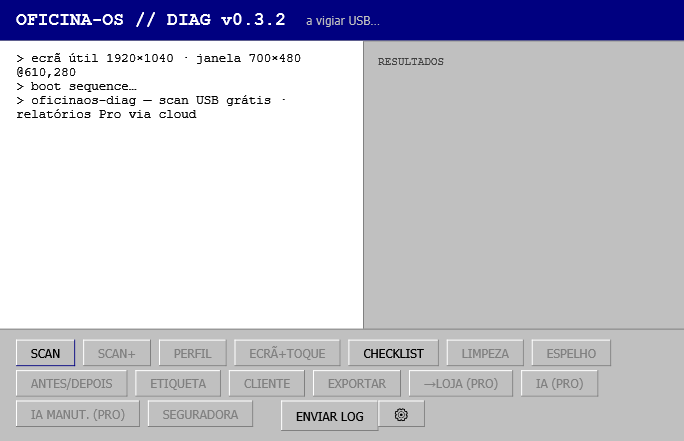 OFICINA-OS // DIAG v0.3.2 a vigiar USB…
> ecrã útil 1920×1040 · janela 700×480
@610,280
> boot sequence…
> oficinaos-diag — scan USB grátis ·
relatórios Pro via cloud
RESULTADOS
SCAN SCAN+ PERFIL ECRÃ+TOQUE CHECKLIST LIMPEZA ESPELHO
ANTES/DEPOIS ETIQUETA CLIENTE EXPORTAR →LOJA (PRO) IA (PRO)
IA MANUT. (PRO) SEGURADORA ENVIAR LOG